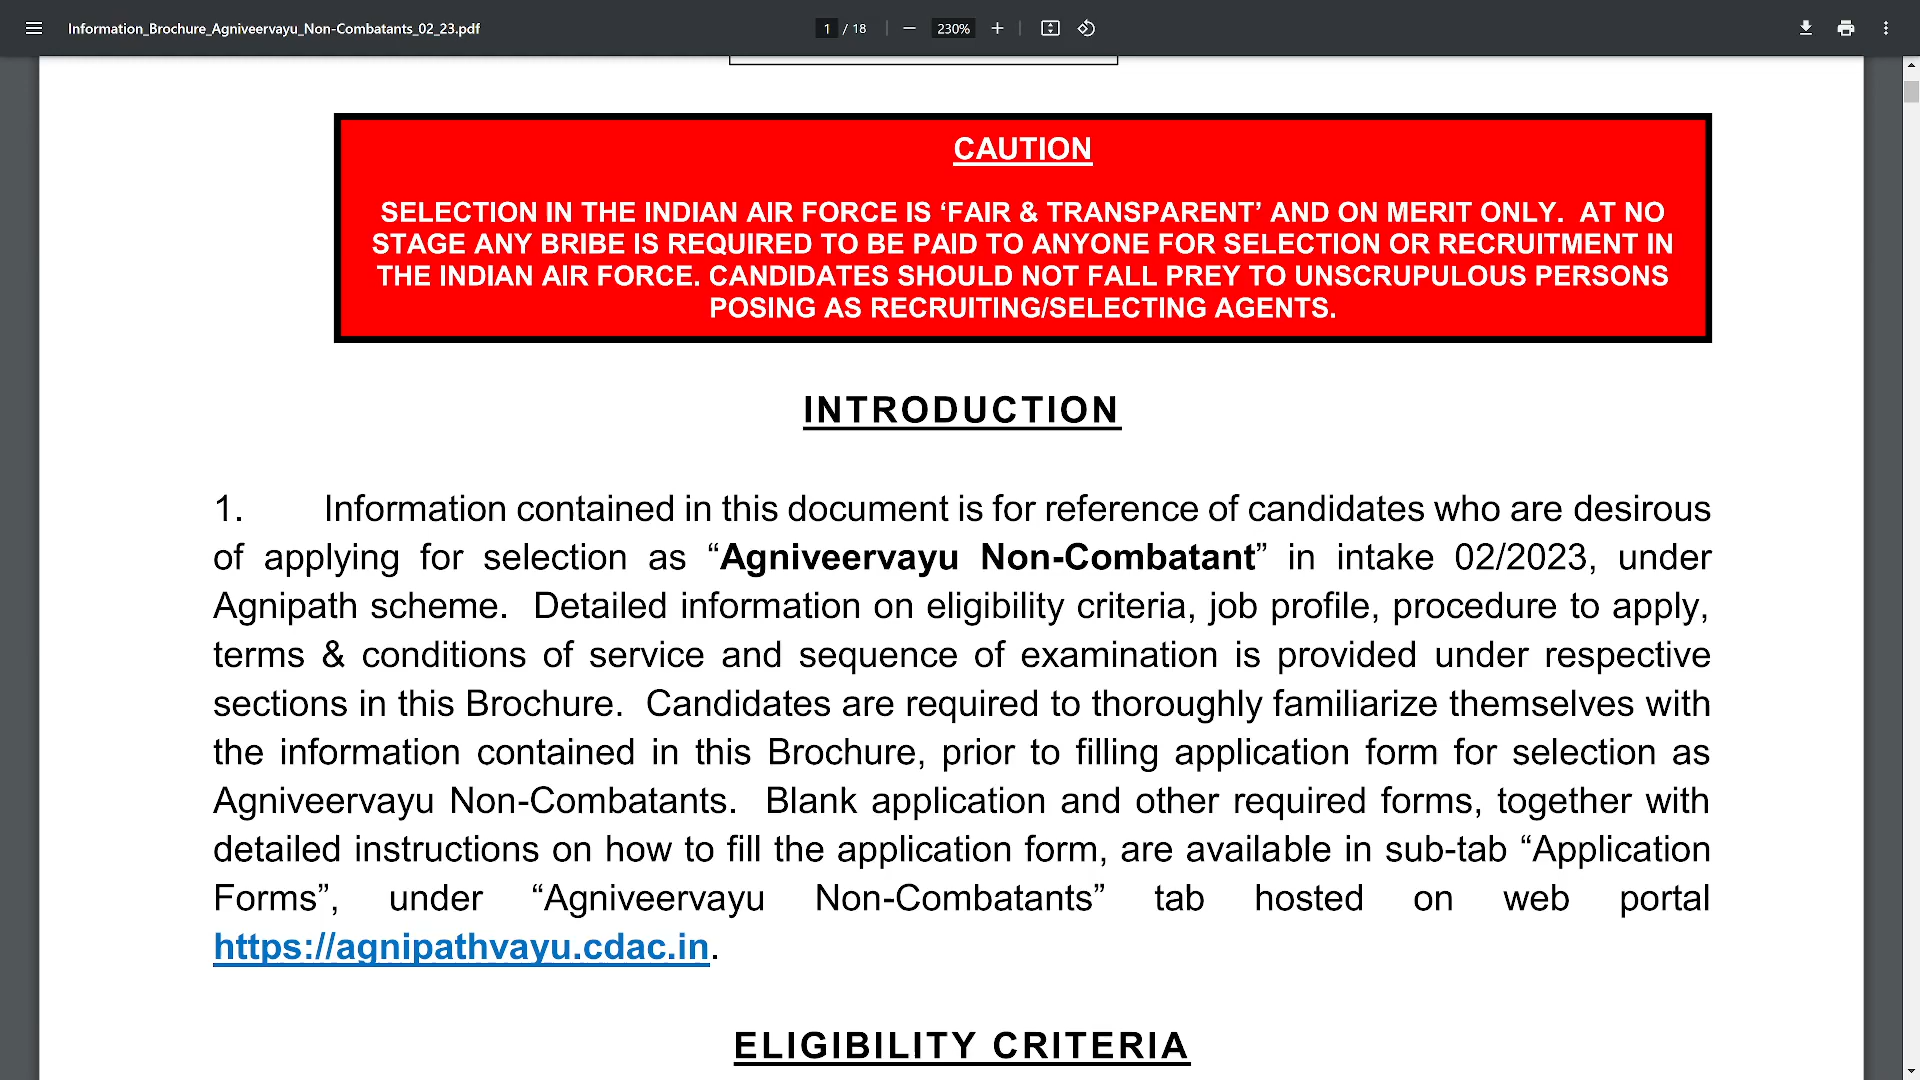 Information_Brochure_Agniveervayu_Non-Combatants_02_23.pdf
1 / 18
230%
CAUTION
SELECTION IN THE INDIAN AIR FORCE IS ‘FAIR & TRANSPARENT’ AND ON MERIT ONLY.  AT NO
STAGE ANY BRIBE IS REQUIRED TO BE PAID TO ANYONE FOR SELECTION OR RECRUITMENT IN
THE INDIAN AIR FORCE. CANDIDATES SHOULD NOT FALL PREY TO UNSCRUPULOUS PERSONS
POSING AS RECRUITING/SELECTING AGENTS.
INTRODUCTION
1. Information contained in this document is for reference of candidates who are desirous
of applying for selection as “Agniveervayu Non-Combatant” in intake 02/2023, under
Agnipath scheme.  Detailed information on eligibility criteria, job profile, procedure to apply,
terms & conditions of service and sequence of examination is provided under respective
sections in this Brochure.  Candidates are required to thoroughly familiarize themselves with
the information contained in this Brochure, prior to filling application form for selection as
Agniveervayu Non-Combatants.  Blank application and other required forms, together with
detailed instructions on how to fill the application form, are available in sub-tab “Application
Forms”, under “Agniveervayu Non-Combatants” tab hosted on web portal
https://agnipathvayu.cdac.in.
ELIGIBILITY CRITERIA